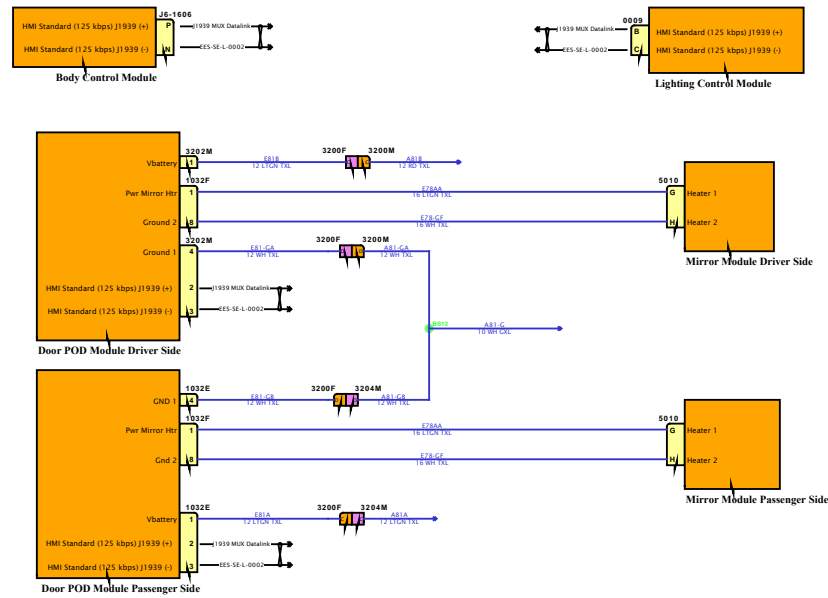 J6-1606
HMI Standard (125 kbps) J1939 (+)
P
J1939 MUX Datalink
HMI Standard (125 kbps) J1939 (-)
N
EES-SE-L-0002
Body Control Module
0009
J1939 MUX Datalink
B
HMI Standard (125 kbps) J1939 (+)
EES-SE-L-0002
C
HMI Standard (125 kbps) J1939 (-)
Lighting Control Module
3202M
3200F
3200M
Vbattery
1
E81B
12 LTGN TXL
A81B
12 RD TXL
1032F
5010
Pwr Mirror Htr
1
E78AA
16 LTGN TXL
G
Heater 1
Ground 2
8
E78-GF
16 WH TXL
H
Heater 2
Mirror Module Driver Side
3202M
3200F
3200M
Ground 1
4
E81-GA
12 WH TXL
A81-GA
12 WH TXL
HMI Standard (125 kbps) J1939 (+)
2
J1939 MUX Datalink
HMI Standard (125 kbps) J1939 (-)
3
EES-SE-L-0002
Door POD Module Driver Side
BS12
A81-G
10 WH GXL
1032E
3200F
3204M
GND 1
4
E81-GB
12 WH TXL
A81-GB
12 WH TXL
1032F
5010
Pwr Mirror Htr
1
E78AA
16 LTGN TXL
G
Heater 1
Gnd 2
8
E78-GF
16 WH TXL
H
Heater 2
Mirror Module Passenger Side
1032E
3200F
3204M
Vbattery
1
E81A
12 LTGN TXL
A81A
12 LTGN TXL
HMI Standard (125 kbps) J1939 (+)
2
J1939 MUX Datalink
HMI Standard (125 kbps) J1939 (-)
3
EES-SE-L-0002
Door POD Module Passenger Side